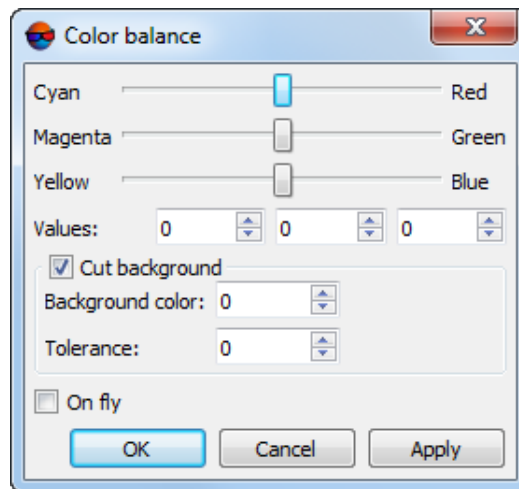 Color balance
Cyan Red
Magenta Green
Yellow Blue
Values: 0 0 0
Cut background
Background color: 0
Tolerance: 0
On fly
OK Cancel Apply